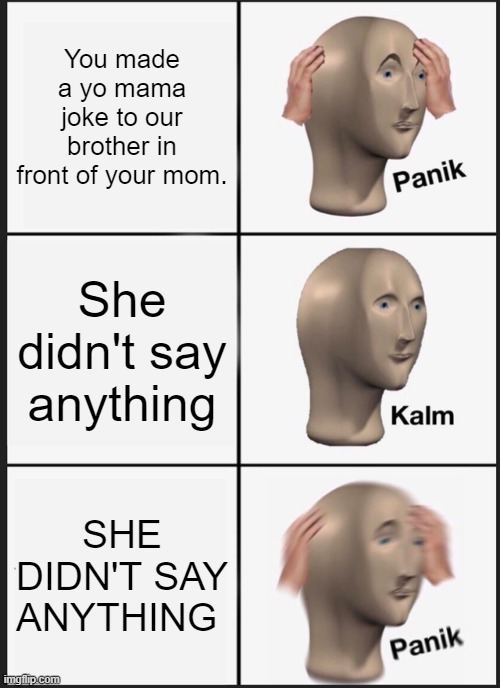 You made
a yo mama
joke to our
brother in
front of your mom.
Panik
She
didn't say
anything
Kalm
SHE
DIDN'T SAY
ANYTHING
Panik
imgflip.com